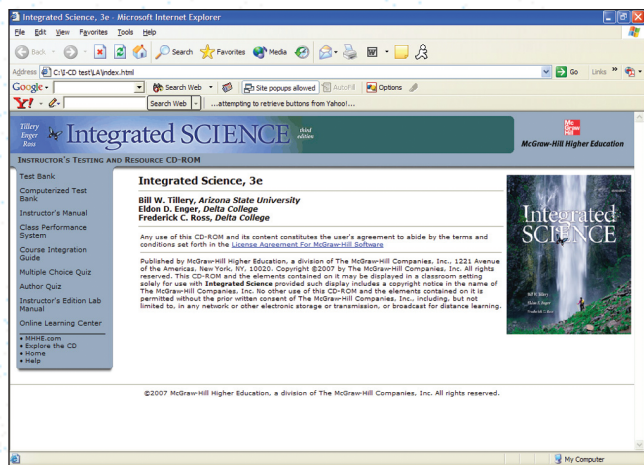 Integrated Science, 3e - Microsoft Internet Explorer
File Edit View Favorites Tools Help
Back Search Favorites Media
Address C:\I-CD test\LA\index.html Go Links »
Google Search Web Site popups allowed AutoFill Options
Y! Search Web ...attempting to retrieve buttons from Yahoo!...
Tillery
Enger
Ross
Integrated SCIENCE third
edition
Mc
Graw
Hill
McGraw-Hill Higher Education
INSTRUCTOR'S TESTING AND RESOURCE CD-ROM
Test Bank
Computerized Test
Bank
Instructor's Manual
Class Performance
System
Course Integration
Guide
Multiple Choice Quiz
Author Quiz
Instructor's Edition Lab
Manual
Online Learning Center
• MHHE.com
• Explore the CD
• Home
• Help
Integrated Science, 3e
Bill W. Tillery, Arizona State University
Eldon D. Enger, Delta College
Frederick C. Ross, Delta College
Any use of this CD-ROM and its content constitutes the user's agreement to abide by the terms and
conditions set forth in the License Agreement For McGraw-Hill Software
Published by McGraw-Hill Higher Education, a division of The McGraw-Hill Companies, Inc., 1221 Avenue
of the Americas, New York, NY, 10020. Copyright ©2007 by The McGraw-Hill Companies, Inc. All rights
reserved. This CD-ROM and the elements contained on it may be displayed in a classroom setting
solely for use with Integrated Science provided such display includes a copyright notice in the name of
The McGraw-Hill Companies, Inc. No other use of this CD-ROM and the elements contained on it is
permitted without the prior written consent of The McGraw-Hill Companies, Inc., including, but not
limited to, in any network or other electronic storage or transmission, or broadcast for distance learning.
Integrated
SCIENCE
Bill W. Tillery
Eldon D. Enger
Frederick C. Ross
©2007 McGraw-Hill Higher Education, a division of The McGraw-Hill Companies, Inc. All rights reserved.
My Computer